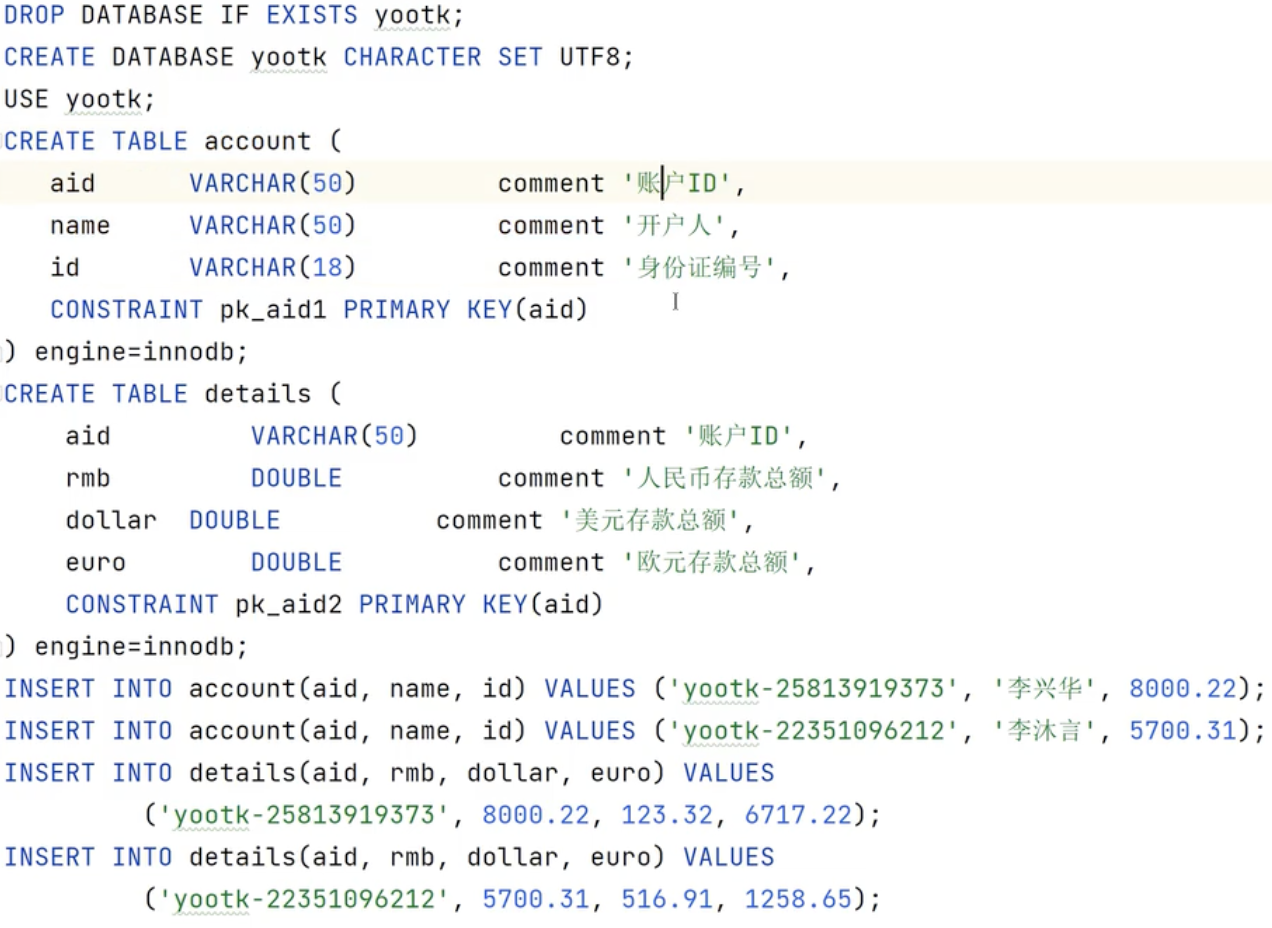 DROP DATABASE IF EXISTS yootk;
CREATE DATABASE yootk CHARACTER SET UTF8;
USE yootk;
CREATE TABLE account (
aid VARCHAR(50) comment '账户ID',
name VARCHAR(50) comment '开户人',
id VARCHAR(18) comment '身份证编号',
CONSTRAINT pk_aid1 PRIMARY KEY(aid)
) engine=innodb;
CREATE TABLE details (
aid VARCHAR(50) comment '账户ID',
rmb DOUBLE comment '人民币存款总额',
dollar DOUBLE comment '美元存款总额',
euro DOUBLE comment '欧元存款总额',
CONSTRAINT pk_aid2 PRIMARY KEY(aid)
) engine=innodb;
INSERT INTO account(aid, name, id) VALUES ('yootk-25813919373', '李兴华', 8000.22);
INSERT INTO account(aid, name, id) VALUES ('yootk-22351096212', '李沐言', 5700.31);
INSERT INTO details(aid, rmb, dollar, euro) VALUES
('yootk-25813919373', 8000.22, 123.32, 6717.22);
INSERT INTO details(aid, rmb, dollar, euro) VALUES
('yootk-22351096212', 5700.31, 516.91, 1258.65);